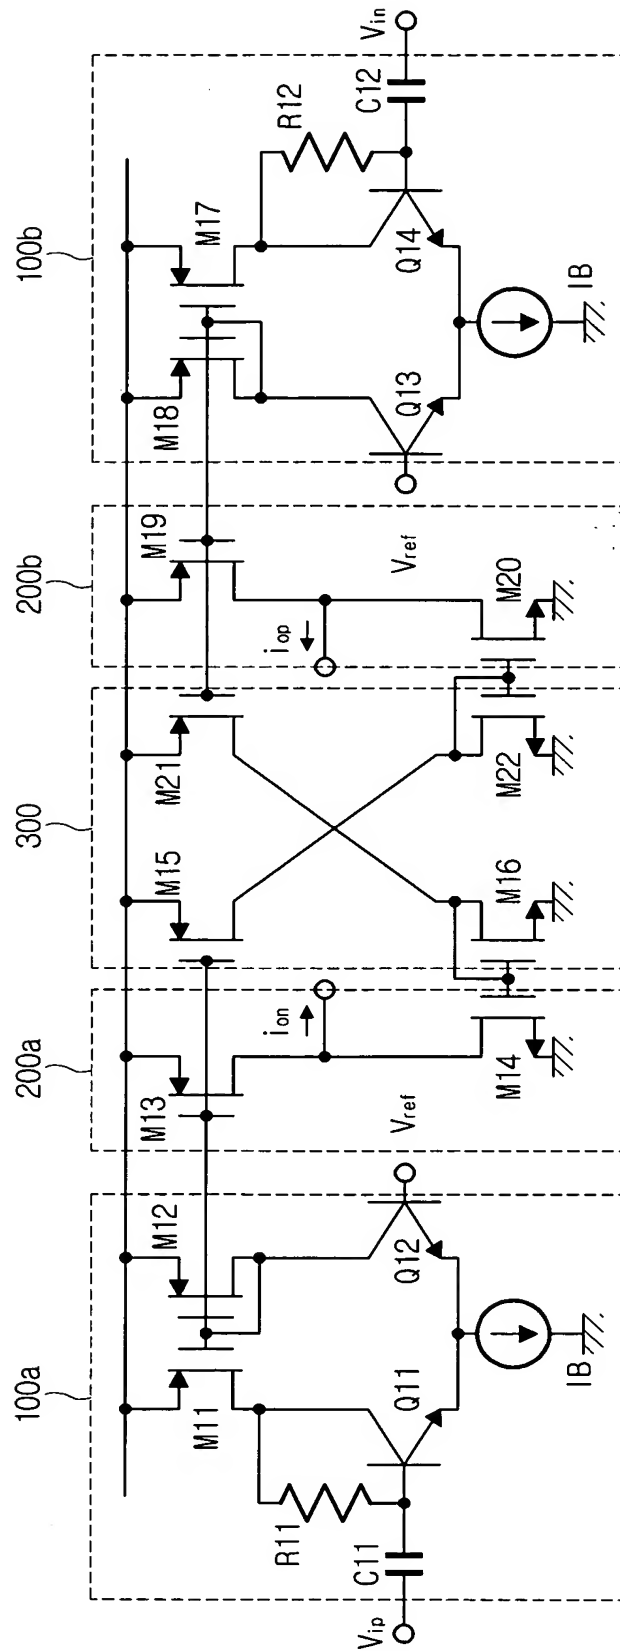 100a
200a
300
200b
100b
M11
M12
M13
M15
M21
M19
M18
M17
R11
C11
Vip
Q11
Q12
IB
Vref
ion
M14
M16
M22
M20
iop
Vref
Q13
Q14
IB
R12
C12
Vin